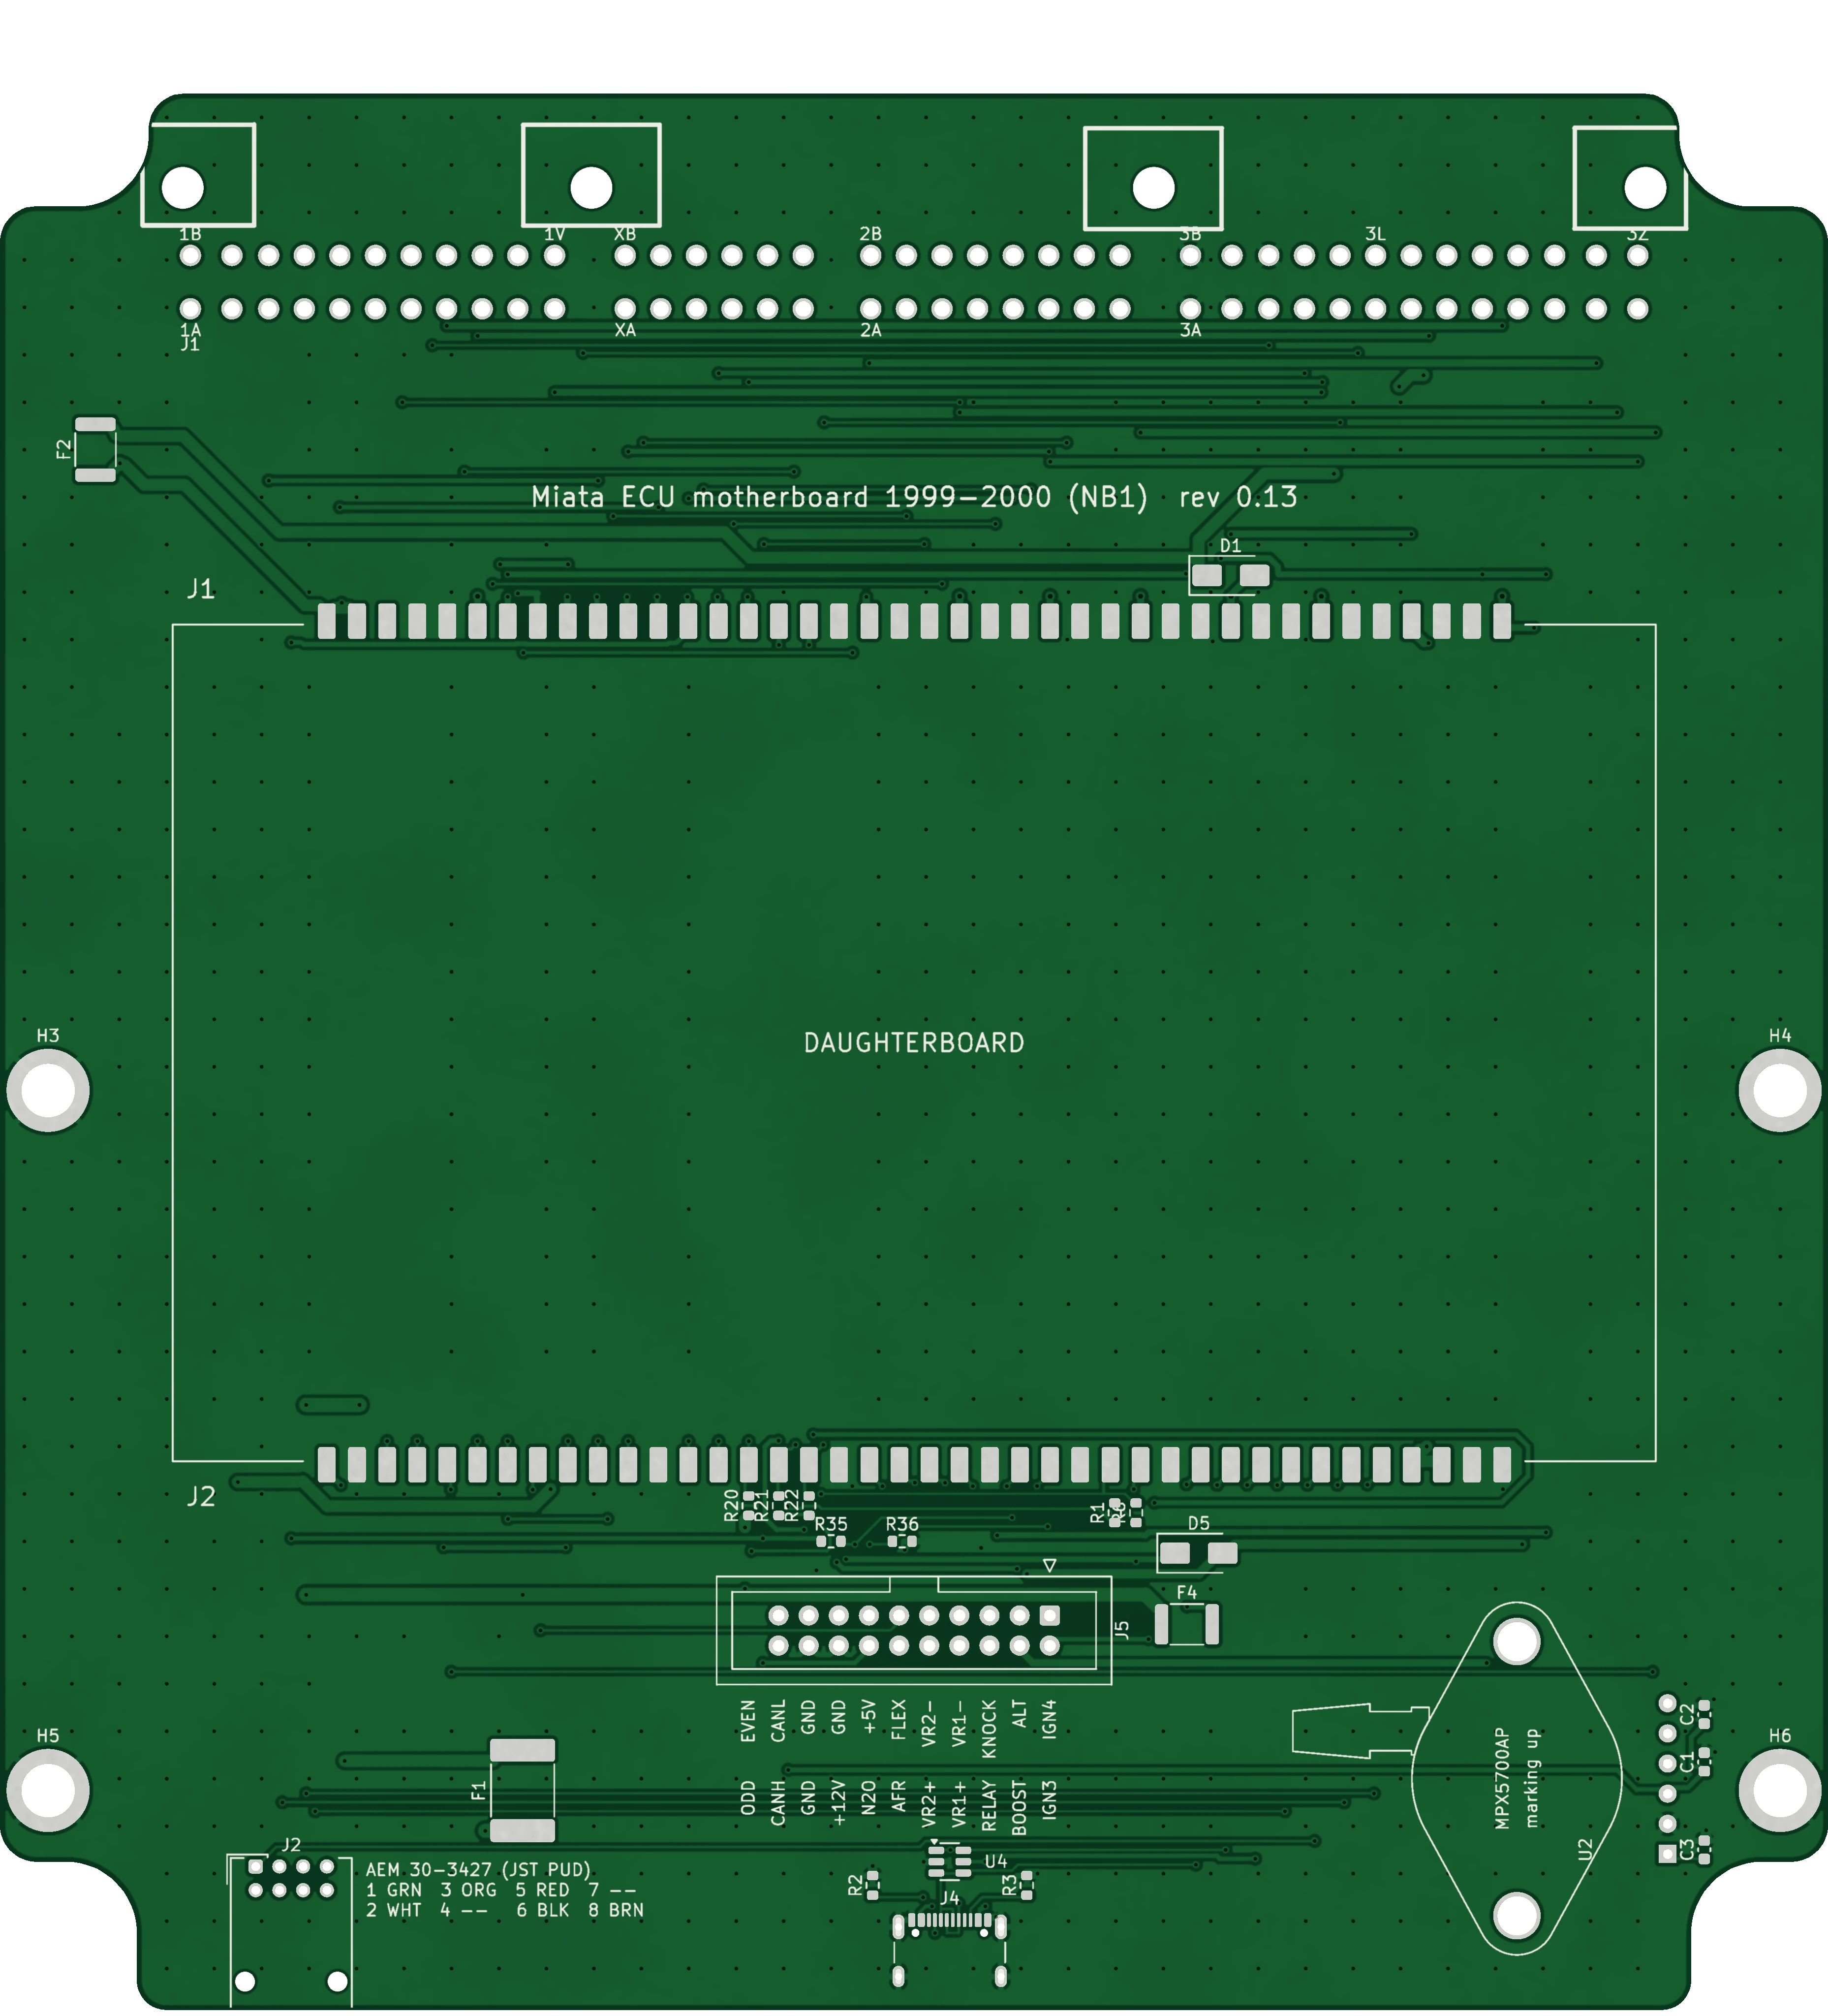 1B 1V XB 2B 3B 3L 3Z
1A XA 2A 3A
J1
F2
Miata ECU motherboard 1999-2000 (NB1) rev 0.13
D1
J1
DAUGHTERBOARD
H3
H4
J2
R20
R21
R22
R1
R35
R36
D5
F4
J5
EVEN
CANL
GND
GND
+5V
FLEX
VR2-
VR1-
KNOCK
ALT
IGN4
ODD
CANH
GND
+12V
N2O
AFR
VR2+
VR1+
RELAY
BOOST
IGN3
C2
C1
C3
H5
H6
F1
MPX5700AP
marking up
U2
J2
AEM 30-3427 (JST PUD)
1 GRN 3 ORG 5 RED 7 --
2 WHT 4 -- 6 BLK 8 BRN
U4
R2
R3
J4